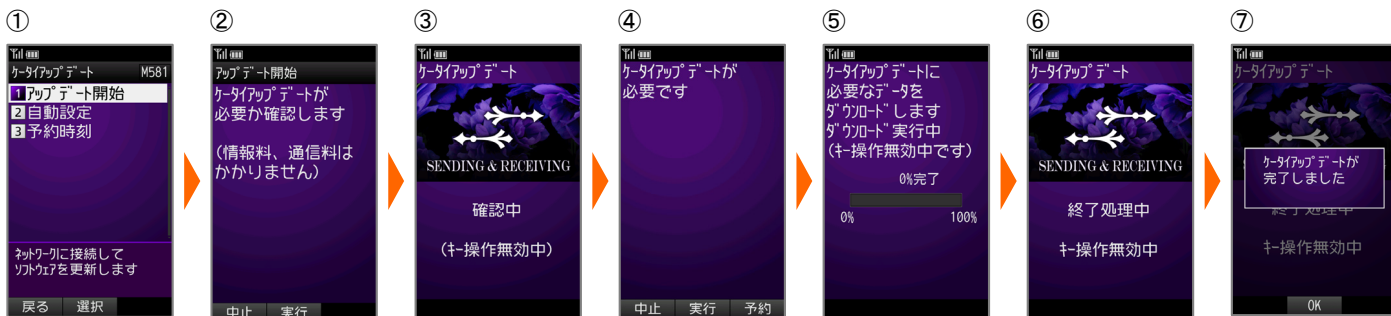 ①
ｹｰﾀｲｱｯﾌﾟﾃﾞｰﾄ M581
1 ｱｯﾌﾟﾃﾞｰﾄ開始
2 自動設定
3 予約時刻
ﾈｯﾄﾜｰｸに接続して
ｿﾌﾄｳｪｱを更新します
戻る 選択
②
ｱｯﾌﾟﾃﾞｰﾄ開始
ｹｰﾀｲｱｯﾌﾟﾃﾞｰﾄが
必要か確認します
(情報料、通信料は
かかりません)
中止 実行
③
ｹｰﾀｲｱｯﾌﾟﾃﾞｰﾄ
SENDING & RECEIVING
確認中
(ｷｰ操作無効中)
④
ｹｰﾀｲｱｯﾌﾟﾃﾞｰﾄが
必要です
中止 実行 予約
⑤
ｹｰﾀｲｱｯﾌﾟﾃﾞｰﾄに
必要なﾃﾞｰﾀを
ﾀﾞｳﾝﾛｰﾄﾞします
ﾀﾞｳﾝﾛｰﾄﾞ実行中
(ｷｰ操作無効中です)
0%完了
0% 100%
⑥
ｹｰﾀｲｱｯﾌﾟﾃﾞｰﾄ
SENDING & RECEIVING
終了処理中
ｷｰ操作無効中
⑦
ｹｰﾀｲｱｯﾌﾟﾃﾞｰﾄ
ｹｰﾀｲｱｯﾌﾟﾃﾞｰﾄが
完了しました
終了処理中
ｷｰ操作無効中
OK